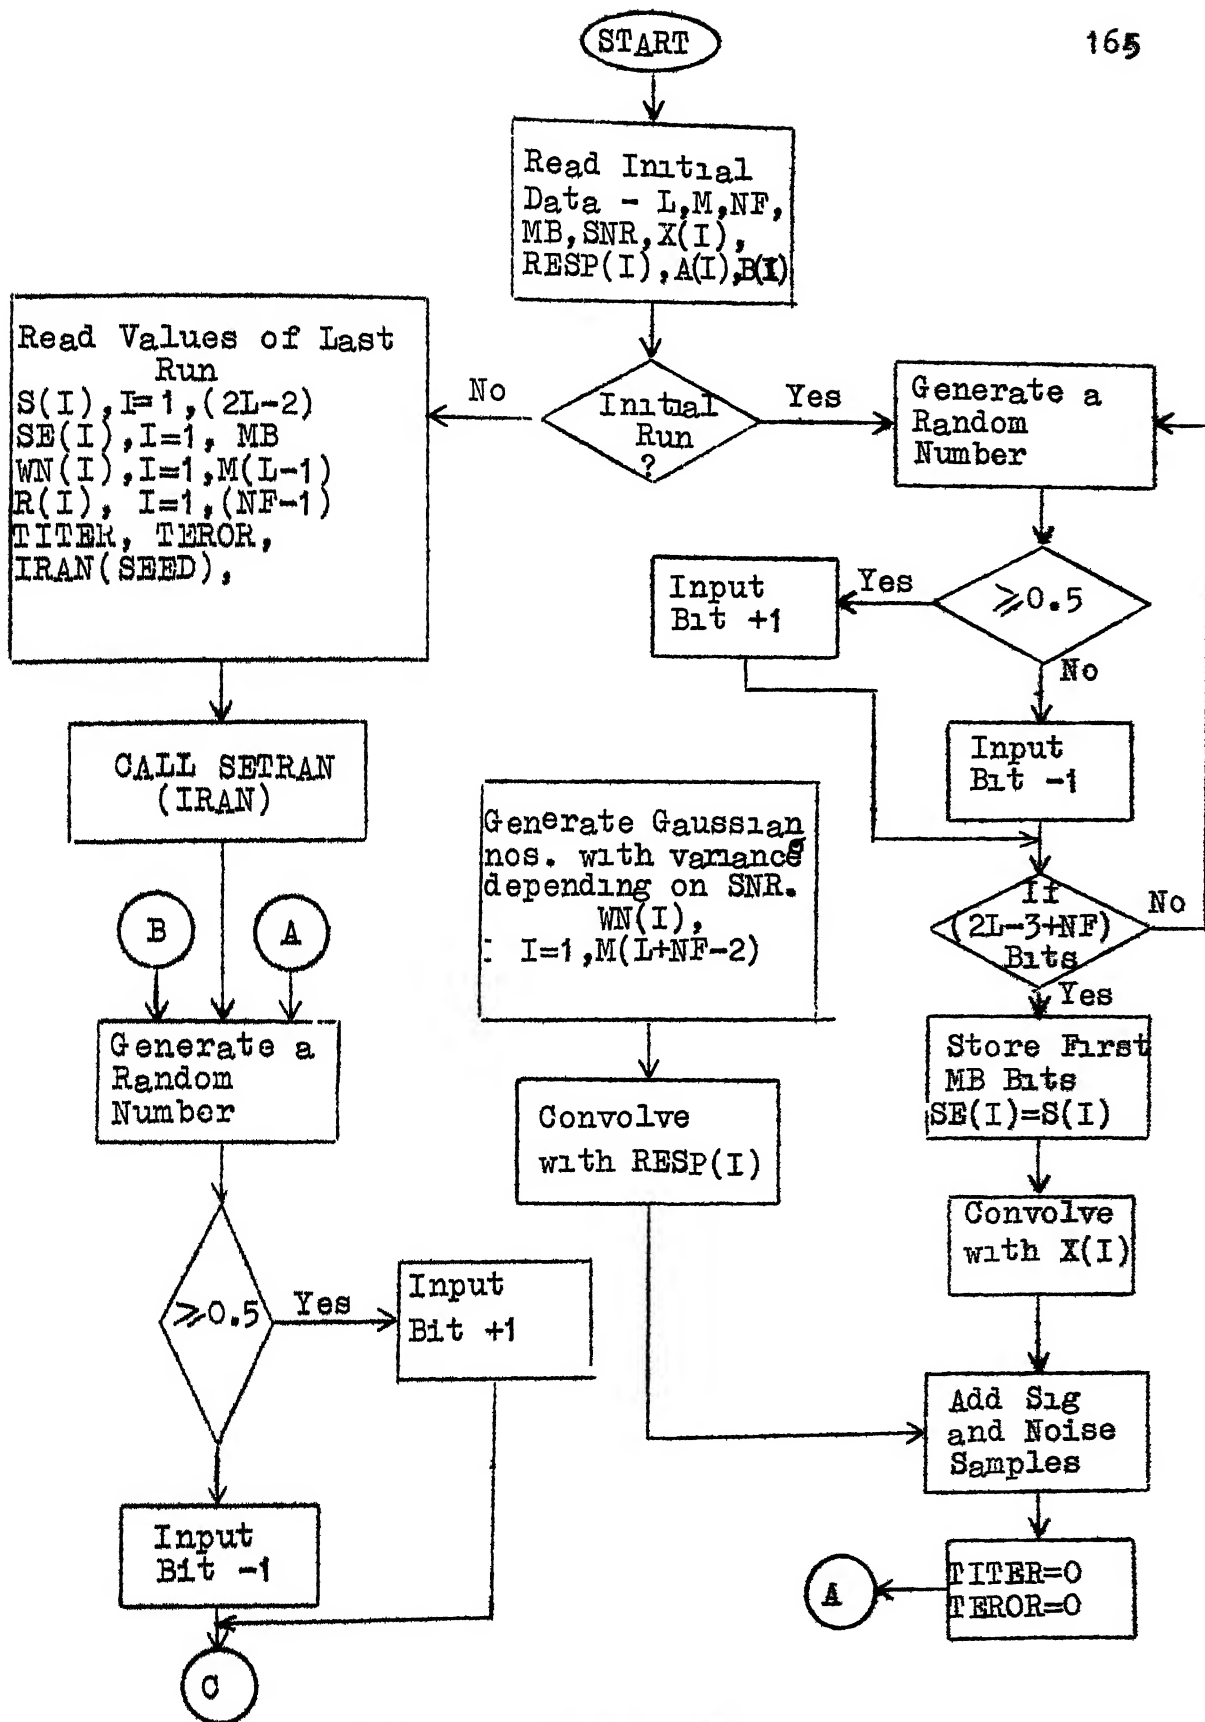 165
START
Read Initial
Data - L,M,NF,
MB,SNR,X(I),
RESP(I),A(I),B(I)
Initial
Run
?
No
Yes
Read Values of Last
Run
S(I),I=1,(2L-2)
SE(I),I=1, MB
WN(I),I=1,M(L-1)
R(I), I=1,(NF-1)
TITER, TEROR,
IRAN(SEED),
CALL SETRAN
(IRAN)
B
A
Generate a
Random
Number
≥0.5
Yes
Input
Bit +1
Input
Bit -1
C
Generate a
Random
Number
≥0.5
Yes
No
Input
Bit +1
Input
Bit -1
If
(2L-3+NF)
Bits
No
Yes
Generate Gaussian
nos. with variances
depending on SNR.
WN(I),
: I=1,M(L+NF-2)
Convolve
with RESP(I)
Store First
MB Bits
SE(I)=S(I)
Convolve
with X(I)
Add Sig
and Noise
Samples
TITER=0
TEROR=0
A